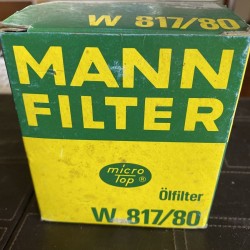 W 817/80
MANN
FILTER
micro
Top ®
Ölfilter
W 817/80